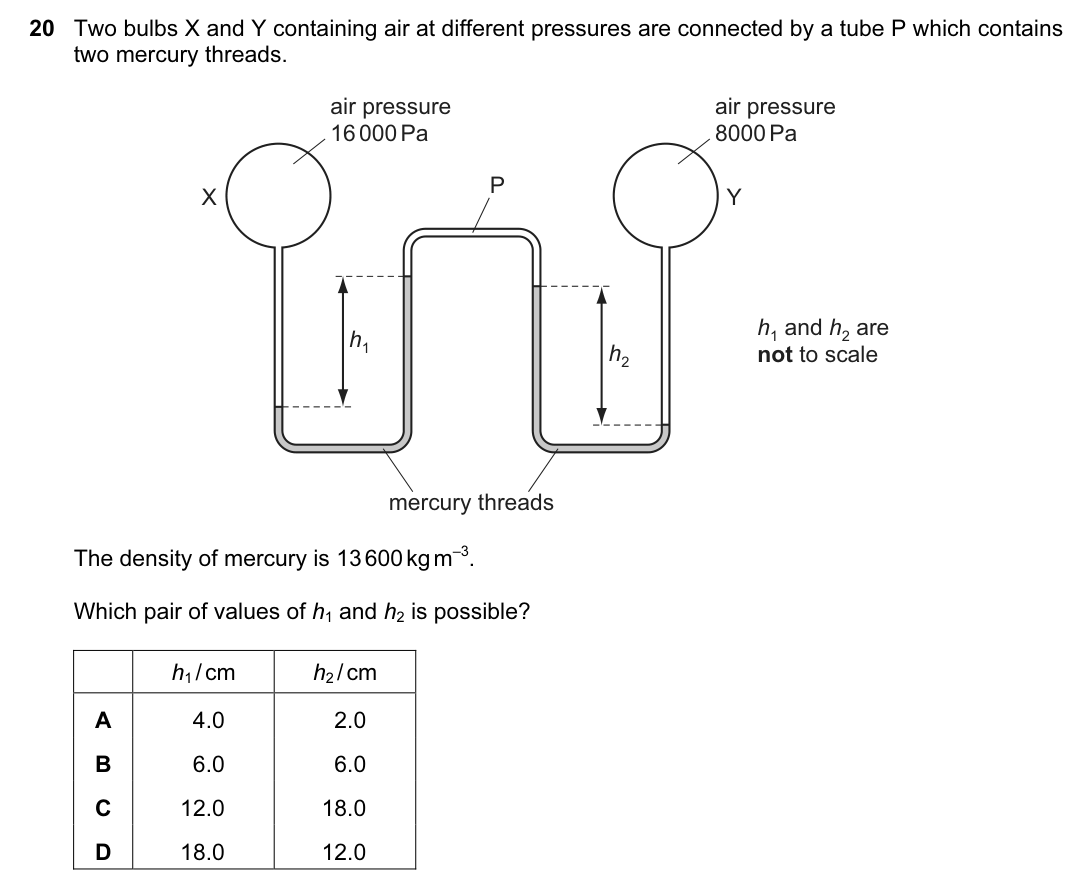 20 Two bulbs X and Y containing air at different pressures are connected by a tube P which contains
two mercury threads.
air pressure
16 000 Pa
air pressure
8000 Pa
X
P
Y
h₁
h₂
h₁ and h₂ are
not to scale
mercury threads
The density of mercury is 13 600 kg m⁻³.
Which pair of values of h₁ and h₂ is possible?
h₁ / cm h₂ / cm
A 4.0 2.0
B 6.0 6.0
C 12.0 18.0
D 18.0 12.0